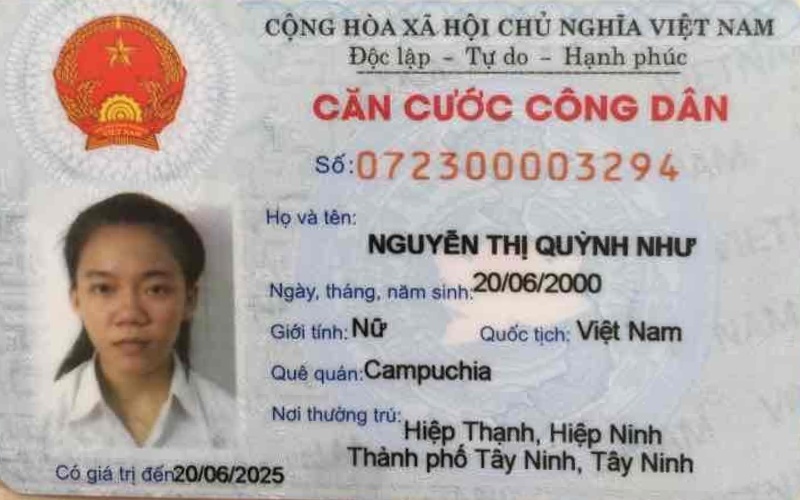 CỘNG HÒA XÃ HỘI CHỦ NGHĨA VIỆT NAM
Độc lập - Tự do - Hạnh phúc
CĂN CƯỚC CÔNG DÂN
Số: 072300003294
Họ và tên:
NGUYỄN THỊ QUỲNH NHƯ
Ngày, tháng, năm sinh: 20/06/2000
Giới tính: Nữ Quốc tịch: Việt Nam
Quê quán: Campuchia
Nơi thường trú: Hiệp Thạnh, Hiệp Ninh
Thành phố Tây Ninh, Tây Ninh
Có giá trị đến 20/06/2025